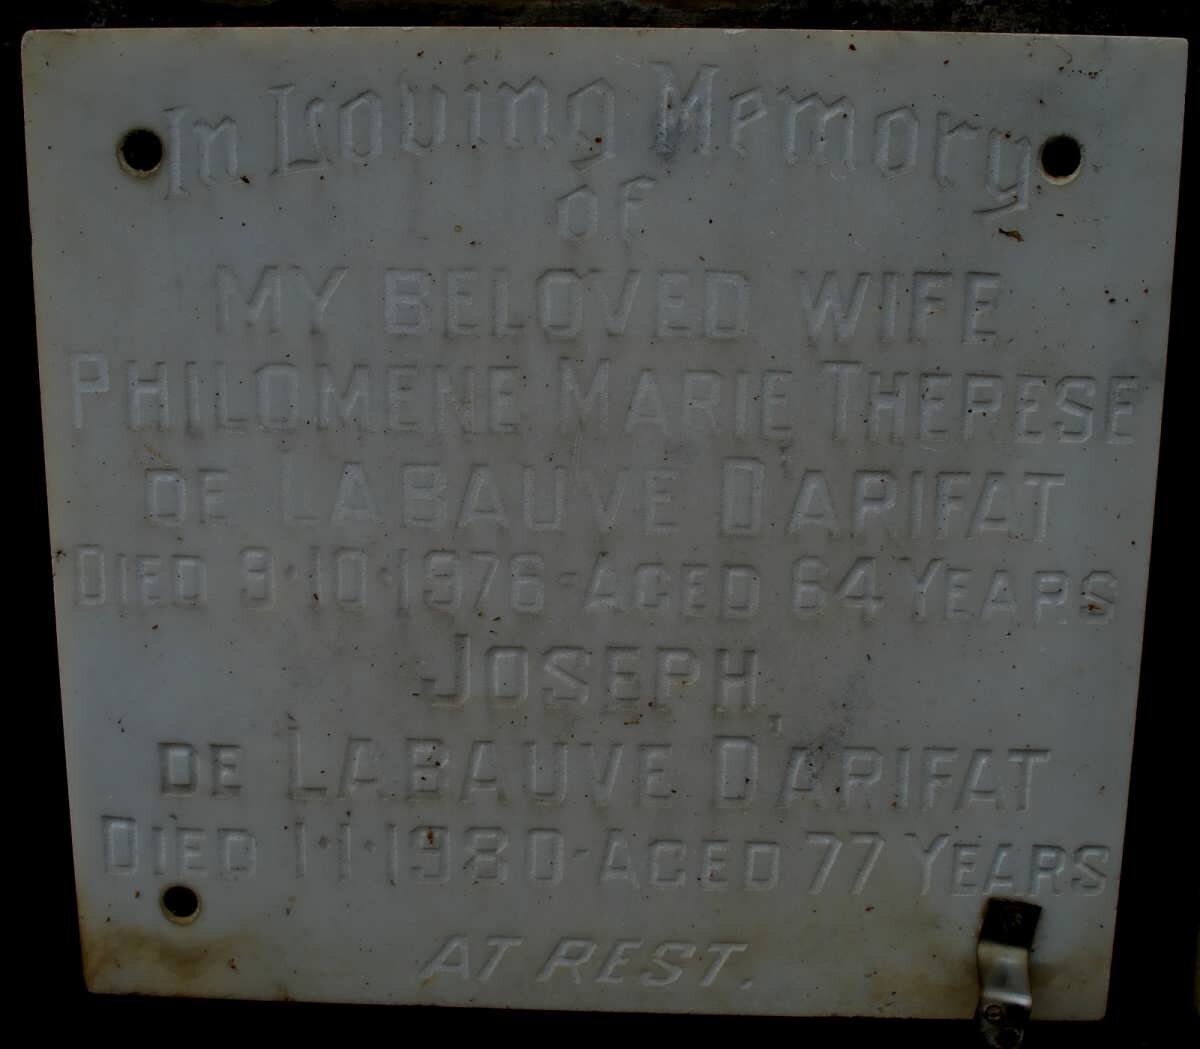 In Loving Memory
of
MY BELOVED WIFE
PHILOMENE MARIE THERESE
DE LABAUVE D'ARIFAT
DIED 9·10·1976-AGED 64 YEARS
JOSEPH,
DE LABAUVE D'ARIFAT
DIED 1·1·1980-AGED 77 YEARS
AT REST.